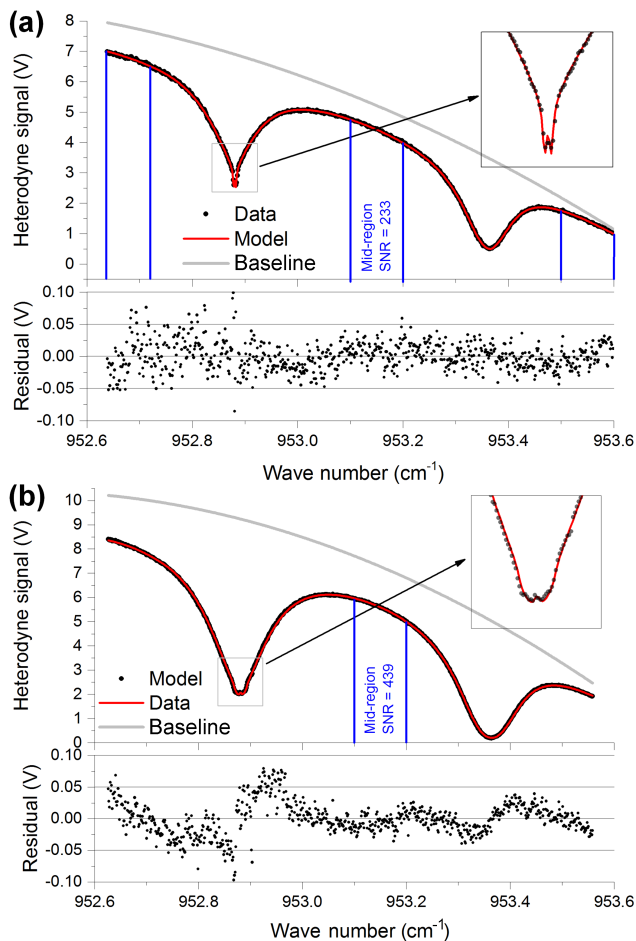 (a)
8
7
6
5
4
3
2
1
0
Heterodyne signal (V)
Data
Model
Baseline
Mid-region
SNR = 233
0.10
0.05
0.00
-0.05
-0.10
Residual (V)
952.6 952.8 953.0 953.2 953.4 953.6
Wave number (cm⁻¹)
(b)
10
9
8
7
6
5
4
3
2
1
0
Heterodyne signal (V)
Model
Data
Baseline
Mid-region
SNR = 439
0.10
0.05
0.00
-0.05
-0.10
Residual (V)
952.6 952.8 953.0 953.2 953.4 953.6
Wave number (cm⁻¹)